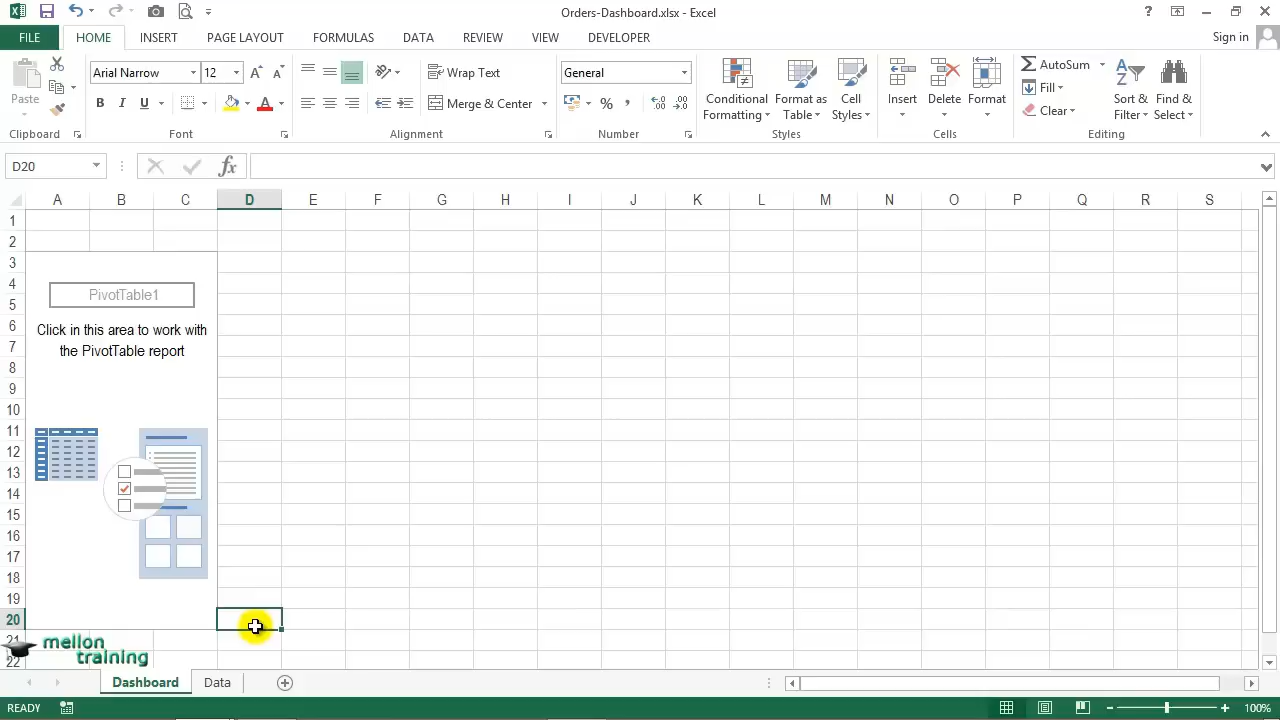 Orders-Dashboard.xlsx - Excel
?
FILE HOME INSERT PAGE LAYOUT FORMULAS DATA REVIEW VIEW DEVELOPER Sign in
Paste
Arial Narrow 12
B I U A
Wrap Text
Merge & Center
General
% ,
Conditional Formatting
Format as Table
Cell Styles
Insert Delete Format
AutoSum
Fill
Clear
Sort & Filter
Find & Select
Clipboard Font Alignment Number Styles Cells Editing
D20 fx
A B C D E F G H I J K L M N O P Q R S
1
2
3
4
PivotTable1
5
6
Click in this area to work with
7
the PivotTable report
8
9
10
11
12
13
14
15
16
17
18
19
20
21
22
mellon
training
Dashboard Data
READY 100%